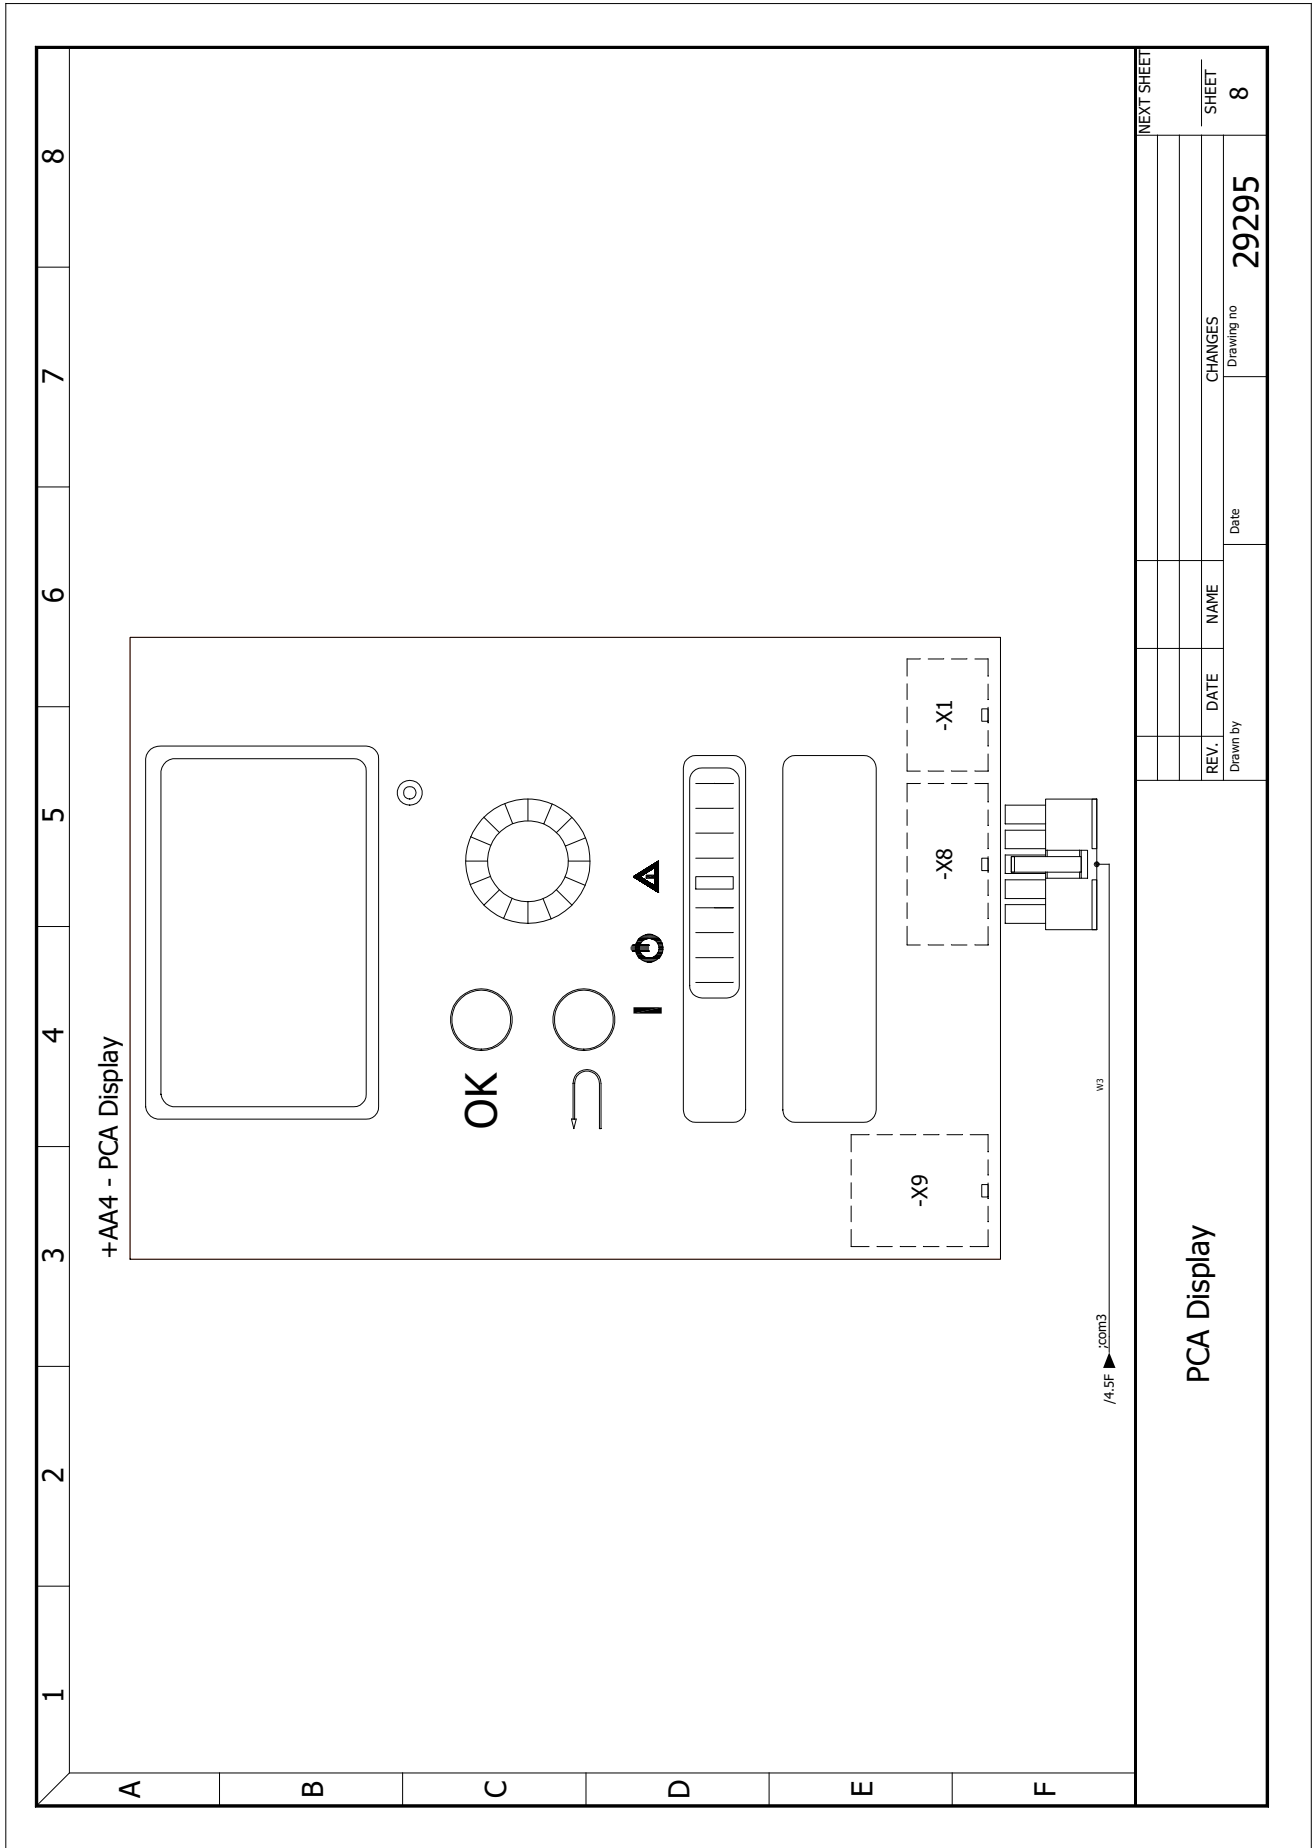 1 2 3 4 5 6 7 8
A
B
C
D
E
F
+AA4 - PCA Display
OK
-X9
-X8
-X1
/4.5F
;com3
W3
PCA Display
REV.
DATE
NAME
CHANGES
NEXT SHEET
Drawn by
Date
Drawing no
29295
SHEET
8